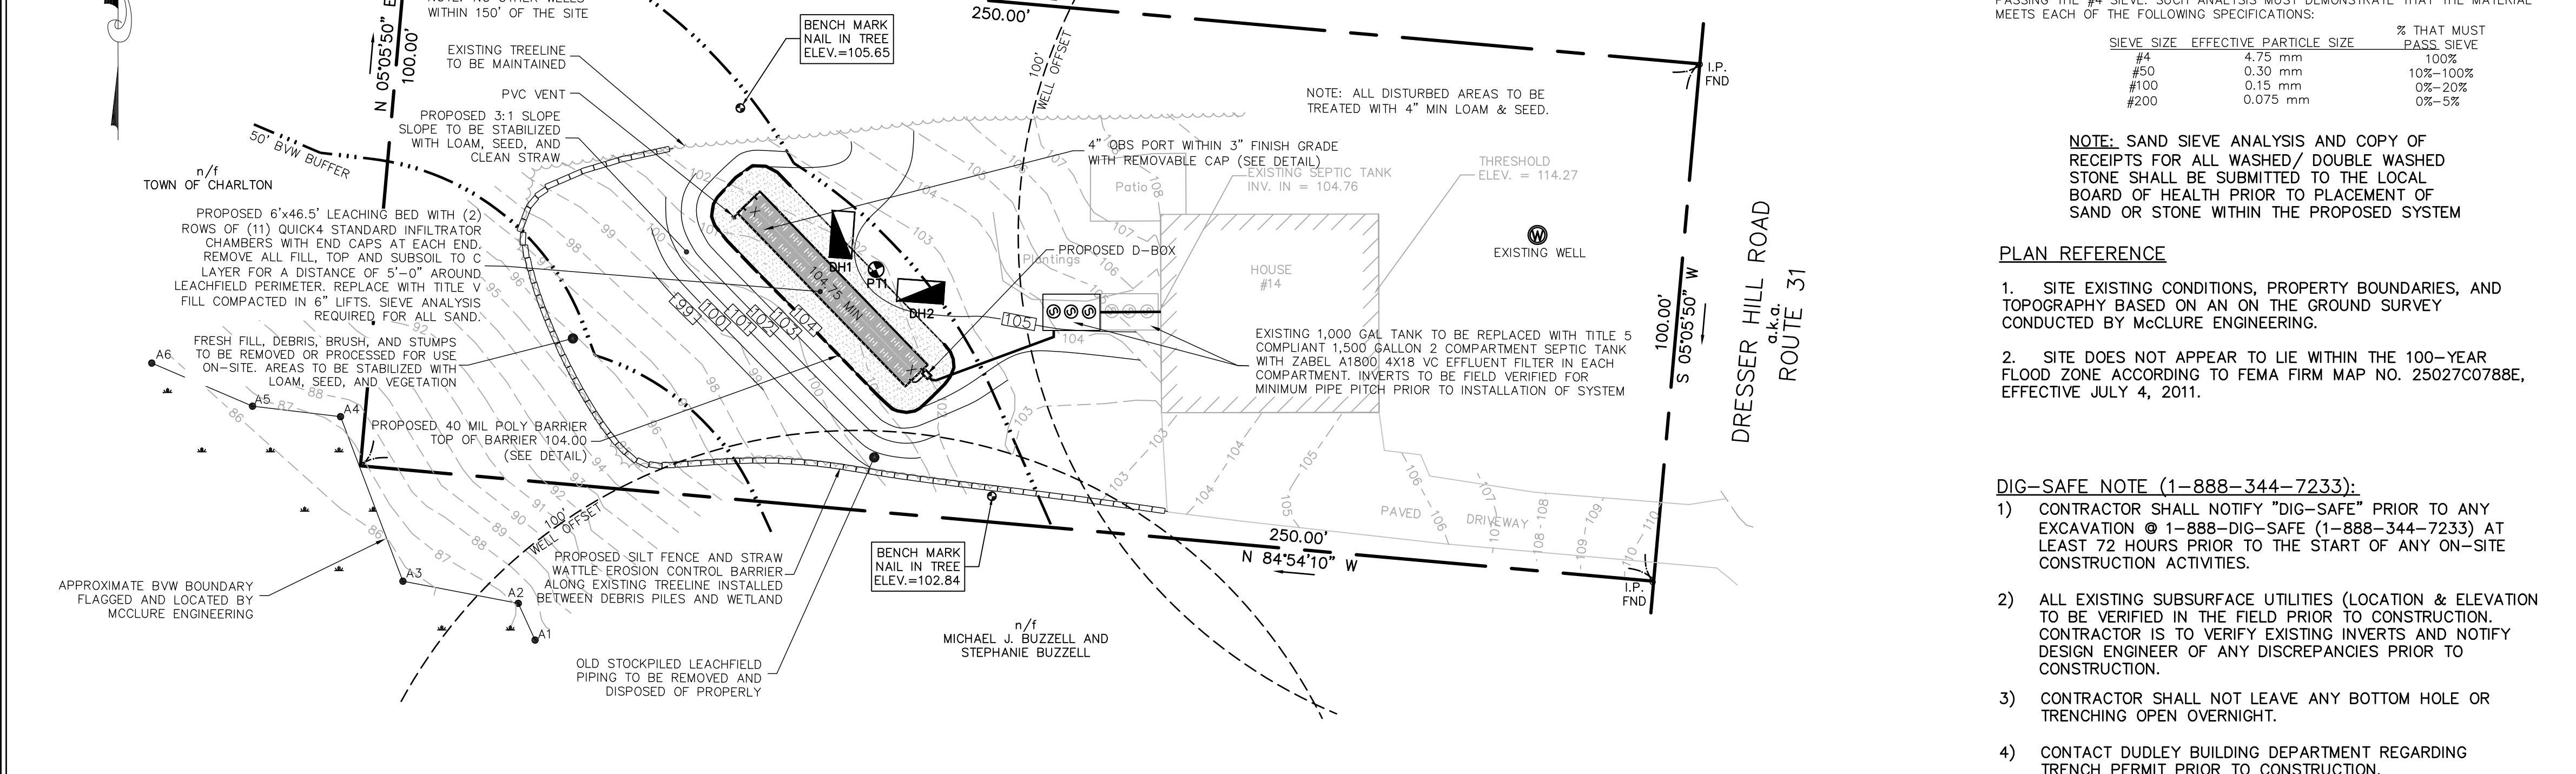 NOTE: NO OTHER WELLS
WITHIN 150' OF THE SITE
N 05°05'50" E
100.00'
BENCH MARK
NAIL IN TREE
ELEV.=105.65
250.00'
100'
WELL OFFSET
I.P.
FND
EXISTING TREELINE
TO BE MAINTAINED
PVC VENT
PROPOSED 3:1 SLOPE
SLOPE TO BE STABILIZED
WITH LOAM, SEED, AND
CLEAN STRAW
50' BVW BUFFER
n/f
TOWN OF CHARLTON
NOTE: ALL DISTURBED AREAS TO BE
TREATED WITH 4" MIN LOAM & SEED.
4" OBS PORT WITHIN 3" FINISH GRADE
WITH REMOVABLE CAP (SEE DETAIL)
EXISTING SEPTIC TANK
INV. IN = 104.76
THRESHOLD
ELEV. = 114.27
Patio
PROPOSED 6'x46.5' LEACHING BED WITH (2)
ROWS OF (11) QUICK4 STANDARD INFILTRATOR
CHAMBERS WITH END CAPS AT EACH END.
REMOVE ALL FILL, TOP AND SUBSOIL TO C
LAYER FOR A DISTANCE OF 5'-0" AROUND
LEACHFIELD PERIMETER. REPLACE WITH TITLE V
FILL COMPACTED IN 6" LIFTS. SIEVE ANALYSIS
REQUIRED FOR ALL SAND.
DH1
PT1
DH2
104.75 MIN
PROPOSED D-BOX
Plantings
HOUSE
#14
EXISTING WELL
W
99
100
101
102
103
104
105
S S S
FRESH FILL, DEBRIS, BRUSH, AND STUMPS
TO BE REMOVED OR PROCESSED FOR USE
ON-SITE. AREAS TO BE STABILIZED WITH
LOAM, SEED, AND VEGETATION
EXISTING 1,000 GAL TANK TO BE REPLACED WITH TITLE 5
COMPLIANT 1,500 GALLON 2 COMPARTMENT SEPTIC TANK
WITH ZABEL A1800 4X18 VC EFFLUENT FILTER IN EACH
COMPARTMENT. INVERTS TO BE FIELD VERIFIED FOR
MINIMUM PIPE PITCH PRIOR TO INSTALLATION OF SYSTEM
100.00'
S 05°05'50" W
DRESSER HILL ROAD
a.k.a.
ROUTE 31
A6
A5
A4
A3
A2
A1
PROPOSED 40 MIL POLY BARRIER
TOP OF BARRIER 104.00
(SEE DETAIL)
100'
WELL OFFSET
PROPOSED SILT FENCE AND STRAW
WATTLE EROSION CONTROL BARRIER
ALONG EXISTING TREELINE INSTALLED
BETWEEN DEBRIS PILES AND WETLAND
BENCH MARK
NAIL IN TREE
ELEV.=102.84
250.00'
N 84°54'10" W
PAVED DRIVEWAY
I.P.
FND
APPROXIMATE BVW BOUNDARY
FLAGGED AND LOCATED BY
MCCLURE ENGINEERING
OLD STOCKPILED LEACHFIELD
PIPING TO BE REMOVED AND
DISPOSED OF PROPERLY
n/f
MICHAEL J. BUZZELL AND
STEPHANIE BUZZELL
PASSING THE #4 SIEVE. SUCH ANALYSIS MUST DEMONSTRATE THAT THE MATERIAL
MEETS EACH OF THE FOLLOWING SPECIFICATIONS:
% THAT MUST
SIEVE SIZE EFFECTIVE PARTICLE SIZE PASS SIEVE
#4 4.75 mm 100%
#50 0.30 mm 10%-100%
#100 0.15 mm 0%-20%
#200 0.075 mm 0%-5%
NOTE: SAND SIEVE ANALYSIS AND COPY OF
RECEIPTS FOR ALL WASHED/ DOUBLE WASHED
STONE SHALL BE SUBMITTED TO THE LOCAL
BOARD OF HEALTH PRIOR TO PLACEMENT OF
SAND OR STONE WITHIN THE PROPOSED SYSTEM
PLAN REFERENCE
1. SITE EXISTING CONDITIONS, PROPERTY BOUNDARIES, AND
TOPOGRAPHY BASED ON AN ON THE GROUND SURVEY
CONDUCTED BY McCLURE ENGINEERING.
2. SITE DOES NOT APPEAR TO LIE WITHIN THE 100-YEAR
FLOOD ZONE ACCORDING TO FEMA FIRM MAP NO. 25027C0788E,
EFFECTIVE JULY 4, 2011.
DIG-SAFE NOTE (1-888-344-7233):
1) CONTRACTOR SHALL NOTIFY "DIG-SAFE" PRIOR TO ANY
EXCAVATION @ 1-888-DIG-SAFE (1-888-344-7233) AT
LEAST 72 HOURS PRIOR TO THE START OF ANY ON-SITE
CONSTRUCTION ACTIVITIES.
2) ALL EXISTING SUBSURFACE UTILITIES (LOCATION & ELEVATION
TO BE VERIFIED IN THE FIELD PRIOR TO CONSTRUCTION.
CONTRACTOR IS TO VERIFY EXISTING INVERTS AND NOTIFY
DESIGN ENGINEER OF ANY DISCREPANCIES PRIOR TO
CONSTRUCTION.
3) CONTRACTOR SHALL NOT LEAVE ANY BOTTOM HOLE OR
TRENCHING OPEN OVERNIGHT.
4) CONTACT DUDLEY BUILDING DEPARTMENT REGARDING
TRENCH PERMIT PRIOR TO CONSTRUCTION.